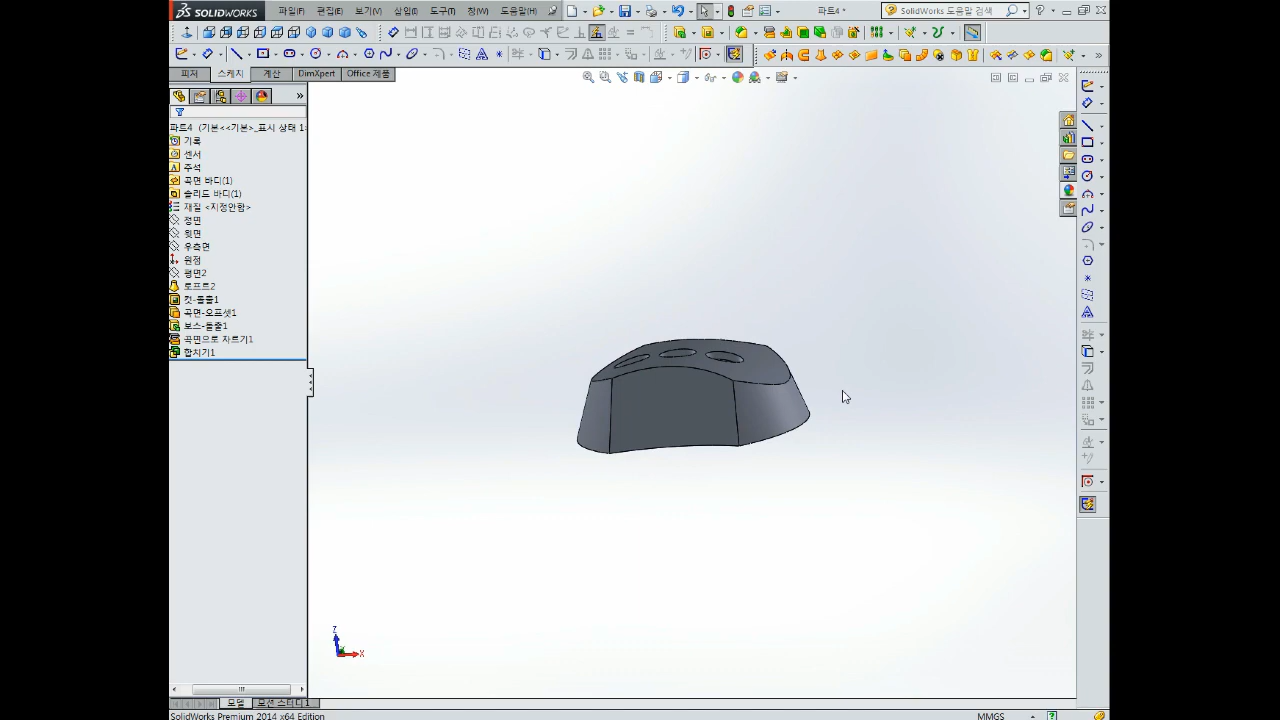 SOLIDWORKS 파일(F) 편집(E) 보기(V) 삽입(I) 도구(T) 창(W) 도움말(H) 파트4 * SolidWorks 도움말 검색
피처 스케치 계산 DimXpert Office 제품
파트4 (기본<<기본>_표시 상태 1>
기록
센서
주석
곡면 바디(1)
솔리드 바디(1)
재질 <지정안함>
정면
윗면
우측면
원점
평면2
로프트2
컷-돌출1
곡면-오프셋1
보스-돌출1
곡면으로 자르기1
합치기1
Z
X
모델 모션 스터디 1
SolidWorks Premium 2014 x64 Edition MMGS